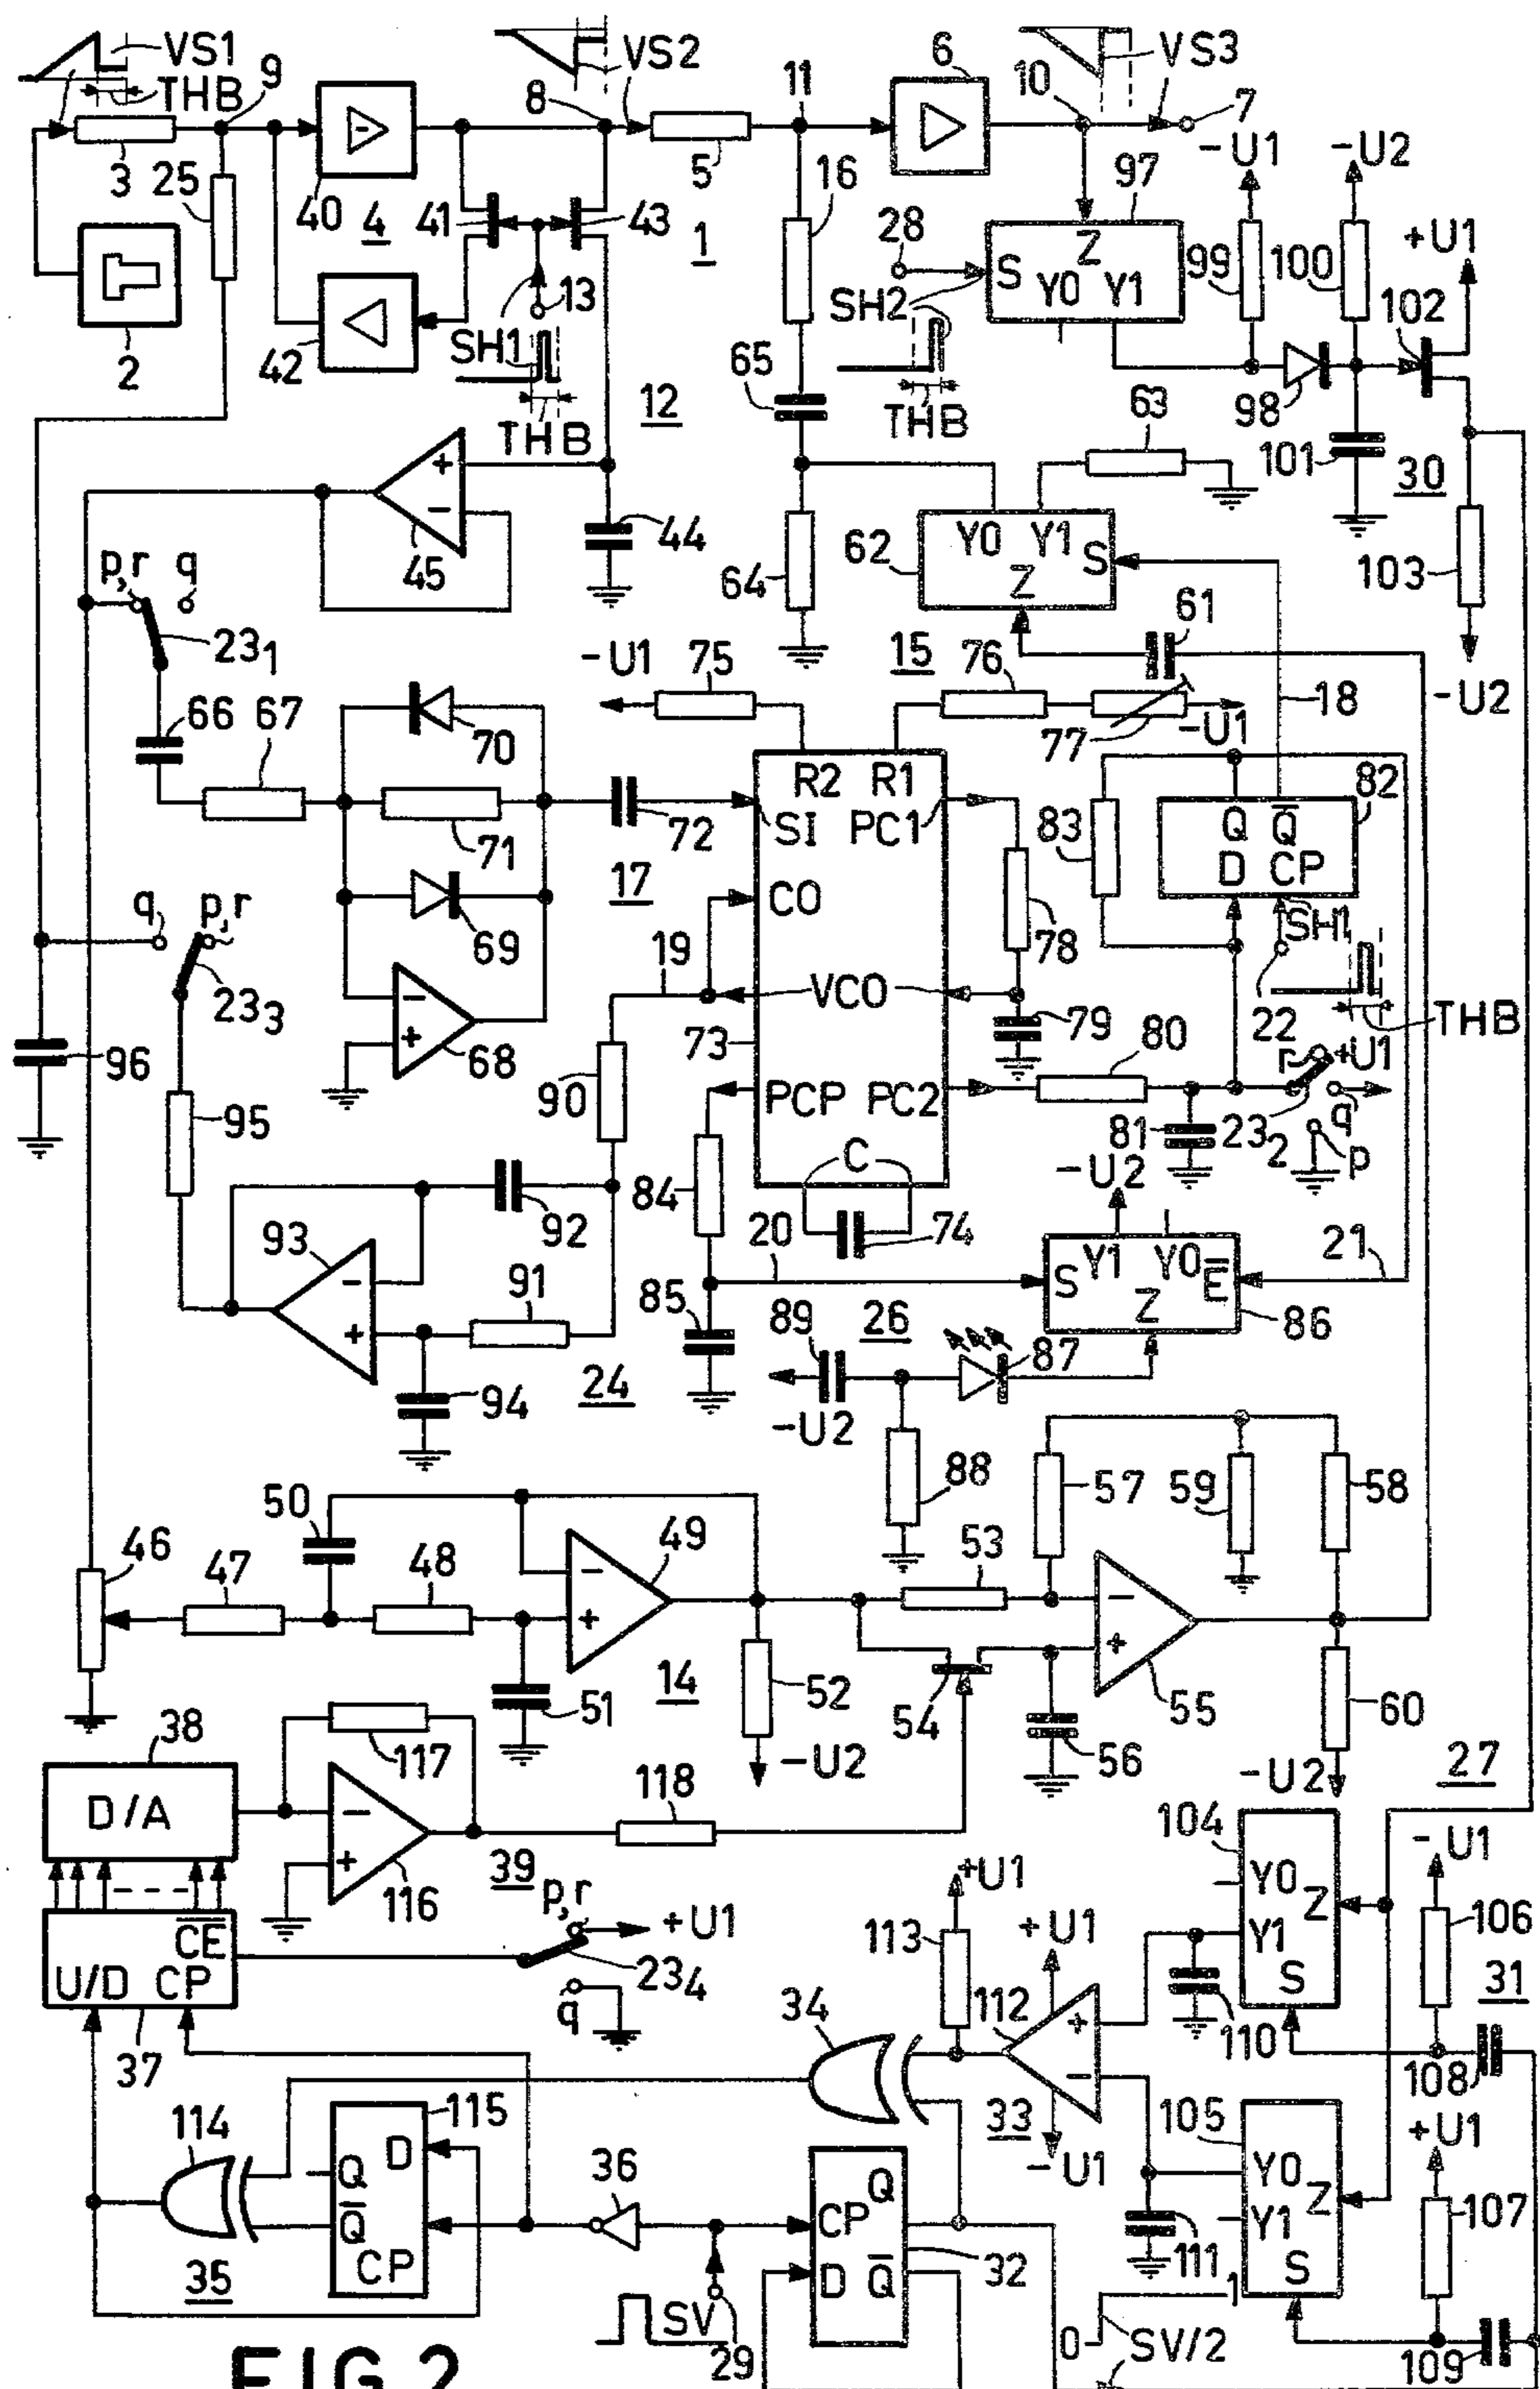 VS1
VS2
6
10
VS3
THB
9
8
11
7
-U1
-U2
3
25
40
4
41
43
5
16
97
1
28
S
Z
Y0
Y1
99
100
+U1
SH2
102
2
42
SH1
13
65
THB
98
THB
12
63
101
30
+
-
45
44
62
Y0
Y1
S
Z
64
103
p,r
q
23₁
61
-U1
75
15
76
-U2
18
66
67
70
77
-U1
R2
R1
82
SI
PC1
83
Q
Q̅
D
CP
71
72
17
CO
SH1
q
p,r
69
19
78
22
23₃
VCO
THB
-
+
68
73
79
80
r
+U1
96
90
PCP
PC2
q
95
81
23₂
p
C
-U2
84
92
74
20
21
93
-
+
91
85
S
Y1
Y0
E̅
Z
86
89
26
87
24
94
-U2
88
57
59
58
50
46
47
48
49
-
+
53
-
+
14
52
54
55
60
51
56
38
117
-U2
27
118
-U2
D/A
-
+
104
-U1
116
39
p,r
+U1
+U1
Y0
Z
106
C̅E̅
+U1
113
Y1
U/D
CP
23₄
S
31
q
34
112
+
-
110
37
108
114
115
33
105
+U1
Q
D
36
-U1
Y0
Z
Q̅
CP
Q
Y1
107
CP
32
111
35
D
Q̅
S
1
SV
0
SV/2
29
109
FIG.2